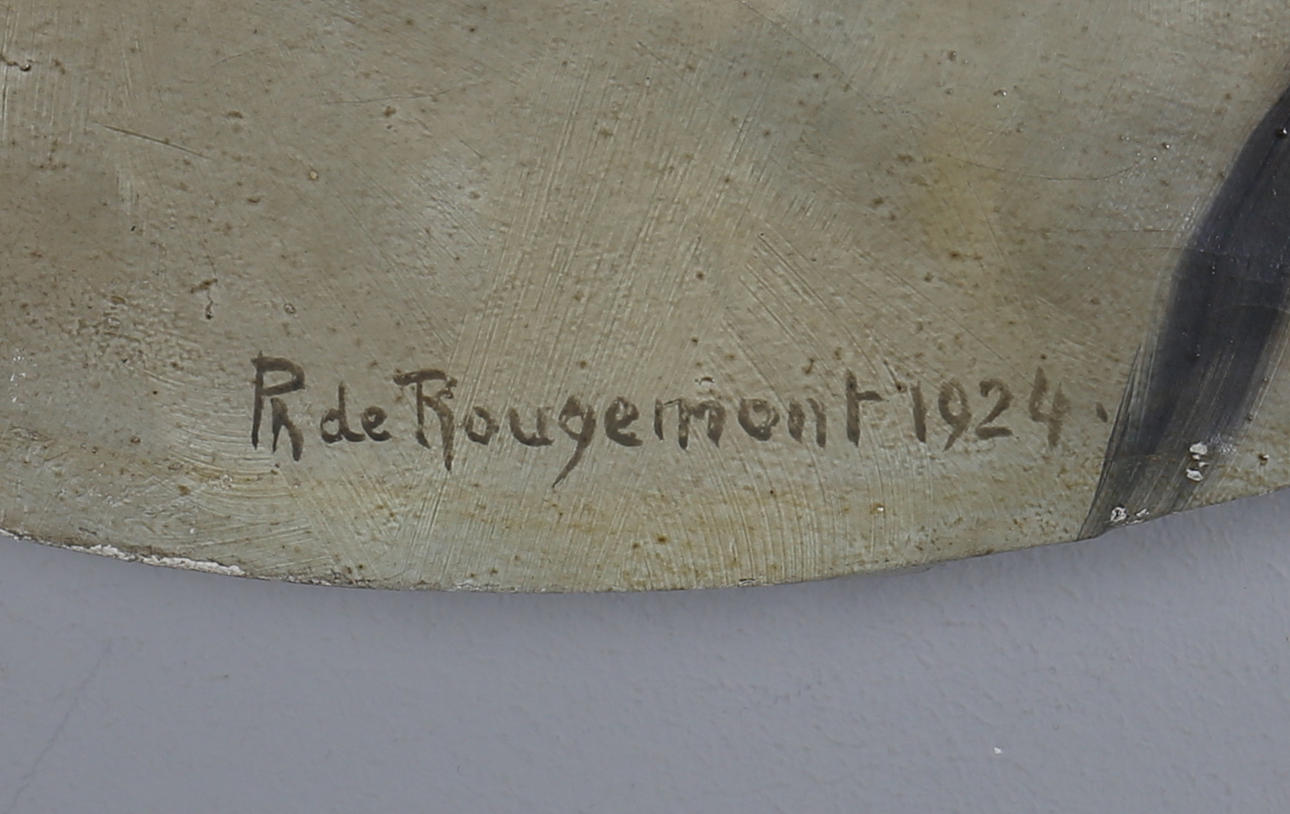 Ph de Rougemont 1924.